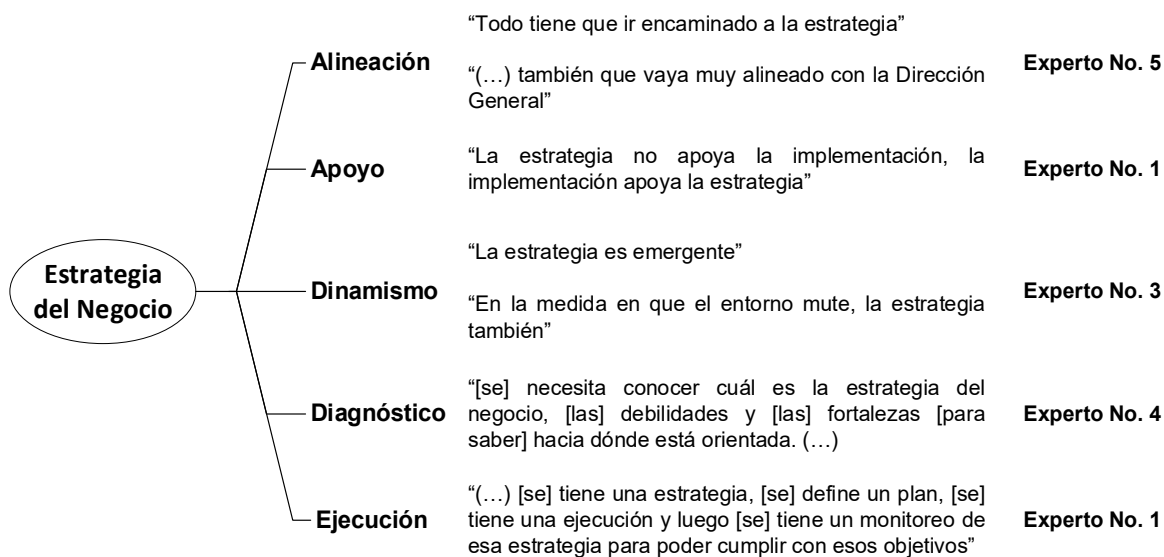 “Todo tiene que ir encaminado a la estrategia”
Alineación
“(…) también que vaya muy alineado con la Dirección
General”
Experto No. 5
Apoyo
“La estrategia no apoya la implementación, la
implementación apoya la estrategia”
Experto No. 1
Estrategia
del Negocio
“La estrategia es emergente”
Dinamismo
“En la medida en que el entorno mute, la estrategia
también”
Experto No. 3
Diagnóstico
“[se] necesita conocer cuál es la estrategia del
negocio, [las] debilidades y [las] fortalezas [para
saber] hacia dónde está orientada. (…)
Experto No. 4
Ejecución
“(…) [se] tiene una estrategia, [se] define un plan, [se]
tiene una ejecución y luego [se] tiene un monitoreo de
esa estrategia para poder cumplir con esos objetivos”
Experto No. 1